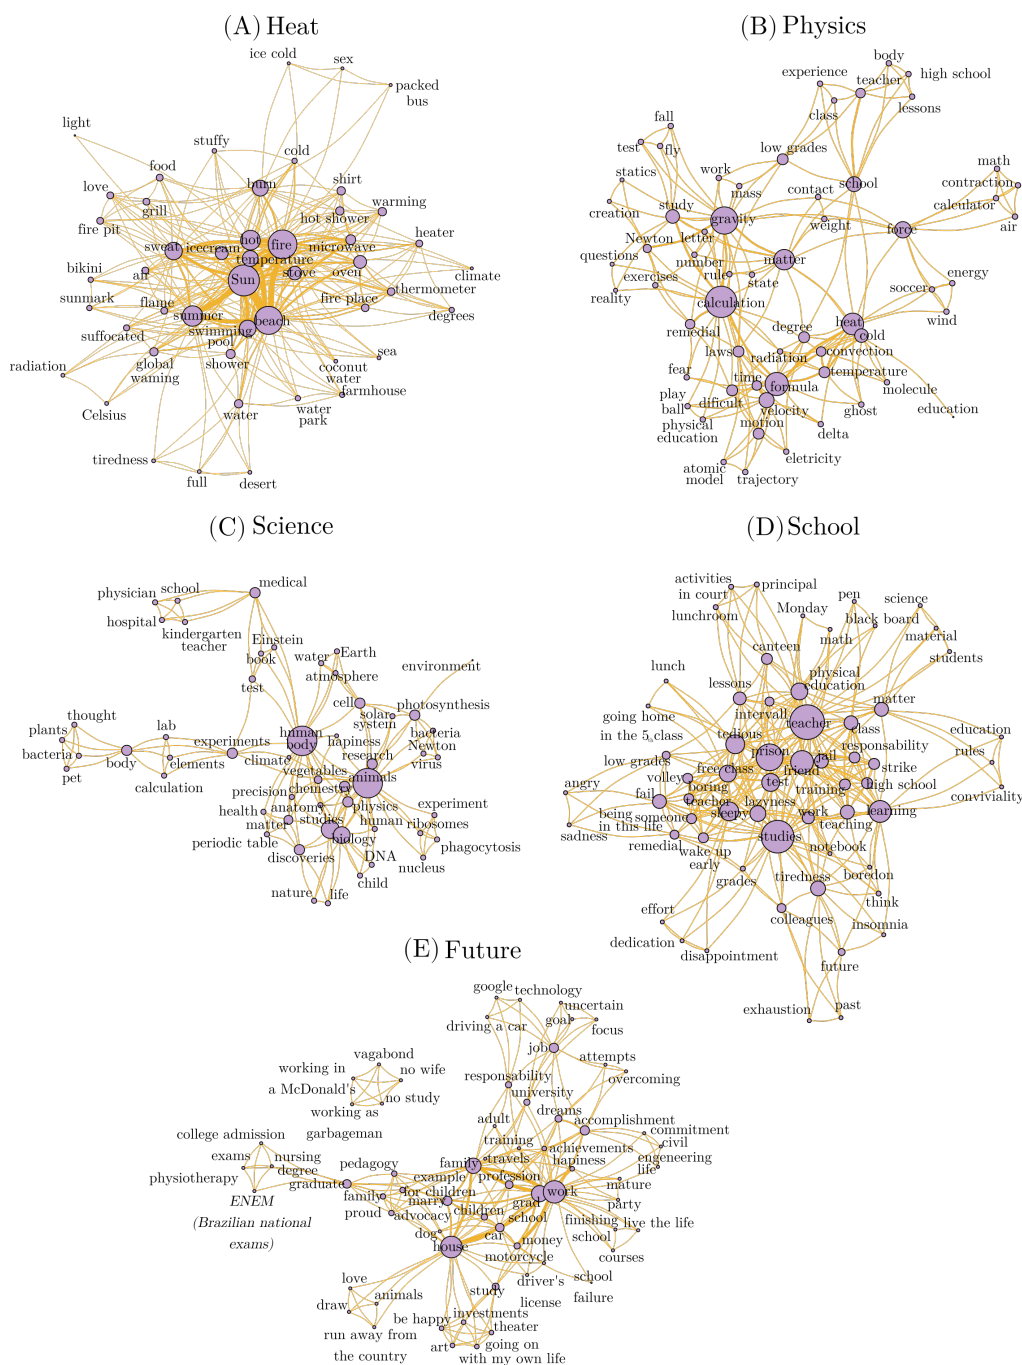 (A) Heat
ice cold
sex
packed
bus
light
stuffy
cold
food
burn
shirt
love
grill
hot shower
warming
fire pit
sweat
icecream
hot
fire
microwave
heater
temperature
bikini
air
Sun
stove
oven
climate
sunmark
flame
fire place
thermometer
summer
beach
degrees
suffocated
swimming
pool
radiation
global
waming
shower
coconut
water
sea
farmhouse
Celsius
water
water
park
tiredness
full
desert
(B) Physics
body
experience
teacher
high school
class
lessons
fall
test
fly
low grades
math
statics
work
school
contraction
mass
contact
calculator
creation
study
gravity
weight
force
air
Newton
letter
questions
number
matter
energy
exercises
rule
state
soccer
reality
calculation
wind
remedial
degree
heat
cold
laws
radiation
convection
fear
time
temperature
play
ball
dificult
formula
molecule
velocity
ghost
education
physical
education
motion
delta
eletricity
atomic
model
trajectory
(C) Science
medical
physician
school
hospital
kindergarten
teacher
Einstein
book
water
Earth
test
atmosphere
environment
cell
photosynthesis
thought
solar
system
plants
lab
human
body
hapiness
bacteria
bacteria
experiments
research
Newton
body
elements
climate
virus
pet
vegetables
animals
calculation
chemestry
precision
anatomy
physics
experiment
health
studies
human
ribosomes
matter
biology
periodic table
phagocytosis
discoveries
DNA
nucleus
child
nature
life
(D) School
activities
in court
principal
lunchroom
Monday
pen
science
black board
math
material
canteen
students
lunch
physical
education
lessons
matter
going home
in the 5 class
intervall
teacher
class
education
tedious
responsability
rules
low grades
prison
jail
strike
volley
free class
friend
angry
fail
boring
test
training
high school
conviviality
teacher
lazyness
being
someone
in this life
sleepy
work
learning
sadness
teaching
remedial
studies
wake up
early
notebook
boredon
grades
tiredness
think
effort
colleagues
insomnia
dedication
disappointment
future
exhaustion
past
(E) Future
google
technology
uncertain
driving a car
goal
focus
job
vagabond
attempts
working in
no wife
responsability
overcoming
a McDonald's
no study
university
working as
dreams
garbageman
adult
accomplishment
college admission
training
commitment
exams
nursing
degree
achievements
civil
engeneering
pedagogy
family
travels
hapiness
life
physiotherapy
graduate
example
profession
family
for children
work
mature
ENEM
marry
grad
party
(Brazilian national
exams)
proud
advocacy
children
school
finishing
school
live the life
dog
car
house
money
courses
motorcycle
love
study
driver's
license
school
failure
draw
animals
investments
run away from
the country
be happy
theater
art
going on
with my own life